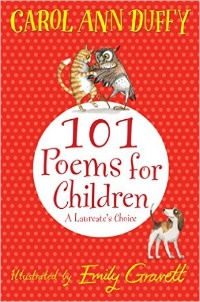 CAROL ANN DUFFY
101
Poems for
Children
A Laureate's Choice
Illustrated by Emily Gravett